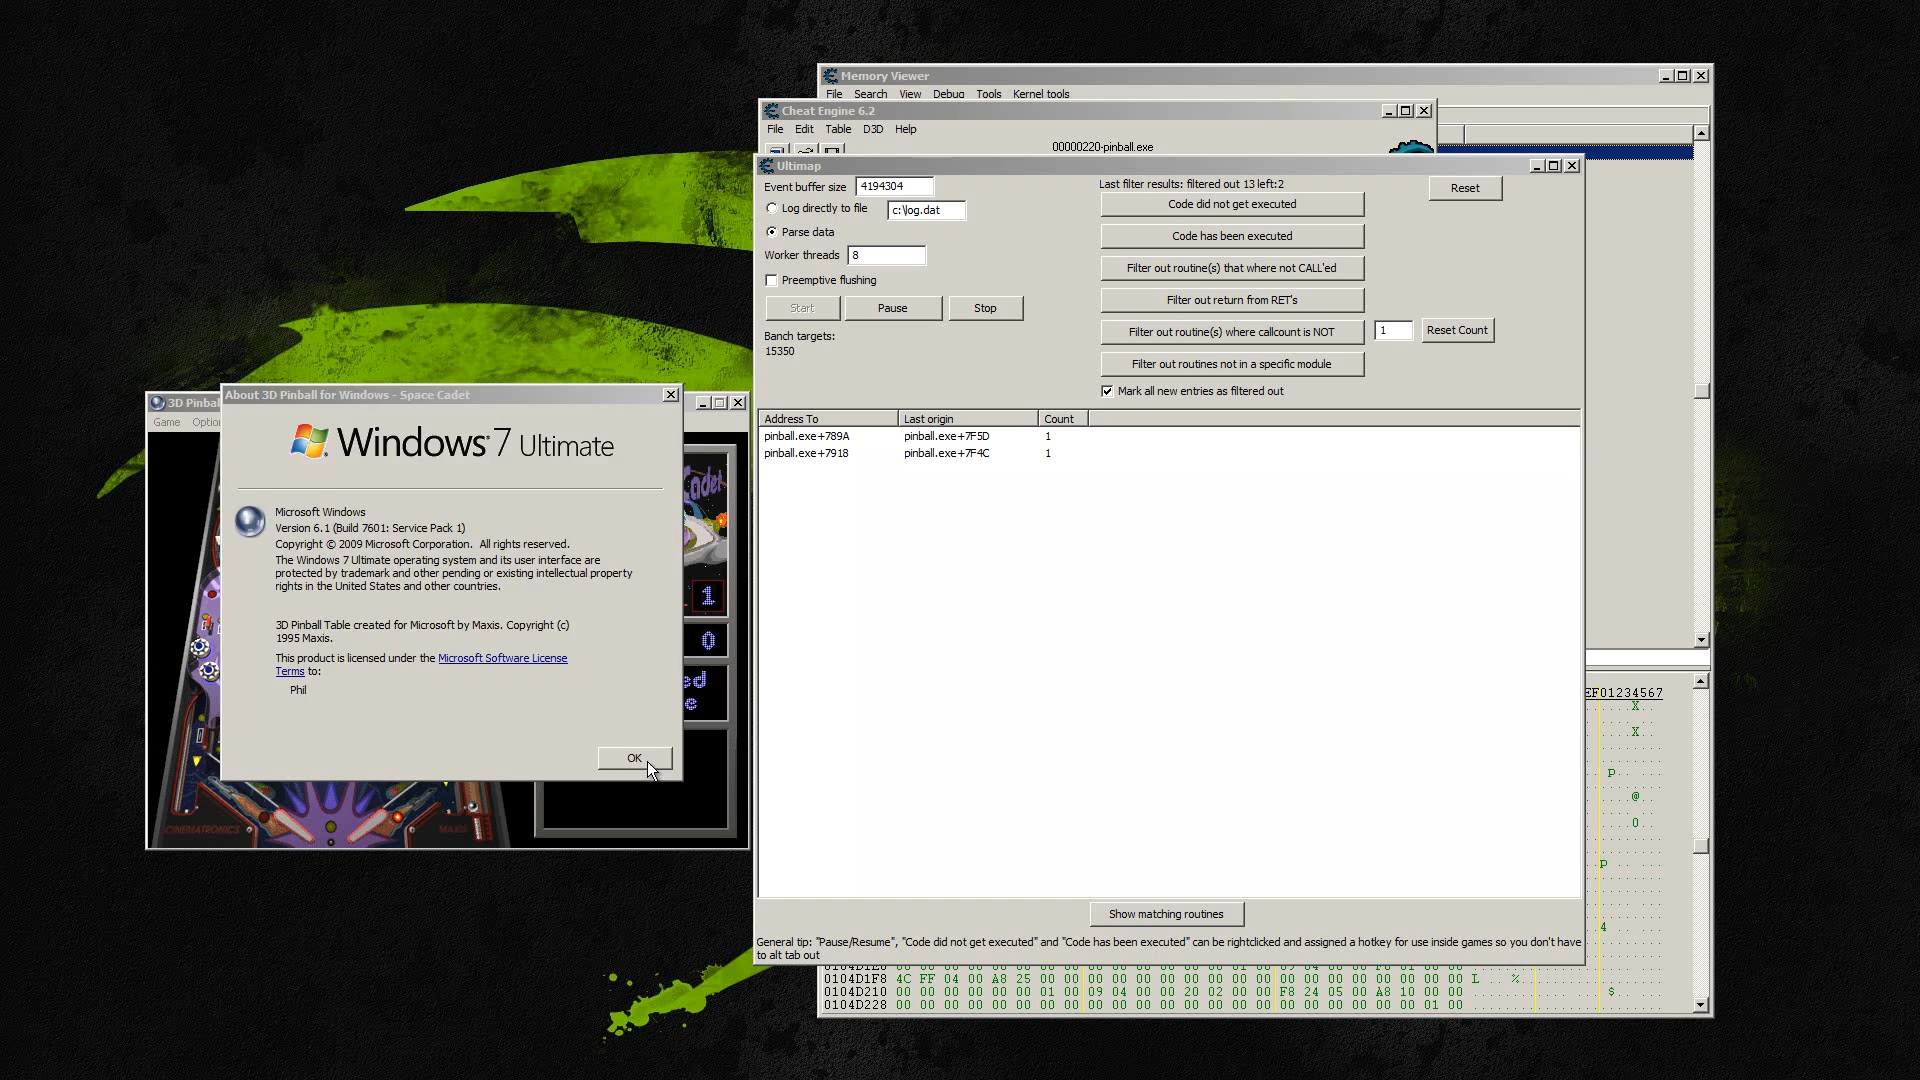 Memory Viewer
File Search View Debug Tools Kernel tools
Cheat Engine 6.2
File Edit Table D3D Help
00000220-pinball.exe
Ultimap
Event buffer size 4194304
Log directly to file c:\log.dat
Parse data
Worker threads 8
Preemptive flushing
Start Pause Stop
Banch targets:
15350
Last filter results: filtered out 13 left:2
Reset
Code did not get executed
Code has been executed
Filter out routine(s) that where not CALL'ed
Filter out return from RET's
Filter out routine(s) where callcount is NOT 1 Reset Count
Filter out routines not in a specific module
Mark all new entries as filtered out
Address To Last origin Count
pinball.exe+789A pinball.exe+7F5D 1
pinball.exe+7918 pinball.exe+7F4C 1
Show matching routines
General tip: "Pause/Resume", "Code did not get executed" and "Code has been executed" can be rightclicked and assigned a hotkey for use inside games so you don't have
to alt tab out
3D Pinbal
Game Optio
About 3D Pinball for Windows - Space Cadet
Windows 7 Ultimate
Microsoft Windows
Version 6.1 (Build 7601: Service Pack 1)
Copyright © 2009 Microsoft Corporation. All rights reserved.
The Windows 7 Ultimate operating system and its user interface are
protected by trademark and other pending or existing intellectual property
rights in the United States and other countries.
3D Pinball Table created for Microsoft by Maxis. Copyright (c)
1995 Maxis.
This product is licensed under the Microsoft Software License
Terms to:
Phil
OK
Cadet
1
0
ed
e
CINEMATRONICS
MAXIS
EF01234567
X
X
p
@
0
p
4
0104D1F8 4C FF 04 00 A8 25 00 00 00 00 00 00 00 00 00 00 00 00 00 00 00 00 00 00 L . . %
0104D210 00 00 00 00 00 01 00 09 04 00 00 20 02 00 00 F8 24 05 00 A8 10 00 00 $
0104D228 00 00 00 00 00 00 00 00 00 00 00 00 00 00 00 00 00 00 00 00 00 00 01 00